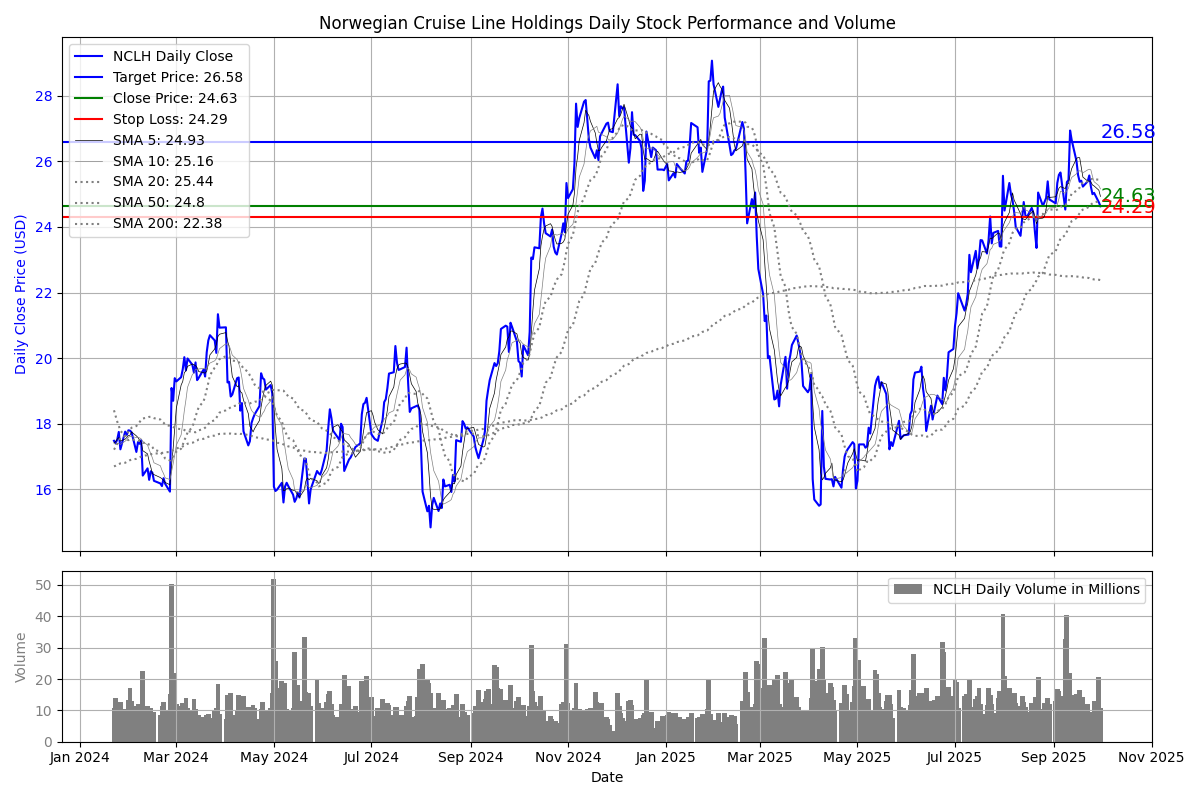 Norwegian Cruise Line Holdings Daily Stock Performance and Volume
NCLH Daily Close
Target Price: 26.58
Close Price: 24.63
Stop Loss: 24.29
SMA 5: 24.93
SMA 10: 25.16
SMA 20: 25.44
SMA 50: 24.8
SMA 200: 22.38
26.58
24.63
24.29
Daily Close Price (USD)
28
26
24
22
20
18
16
NCLH Daily Volume in Millions
Volume
50
40
30
20
10
0
Jan 2024 Mar 2024 May 2024 Jul 2024 Sep 2024 Nov 2024 Jan 2025 Mar 2025 May 2025 Jul 2025 Sep 2025 Nov 2025
Date